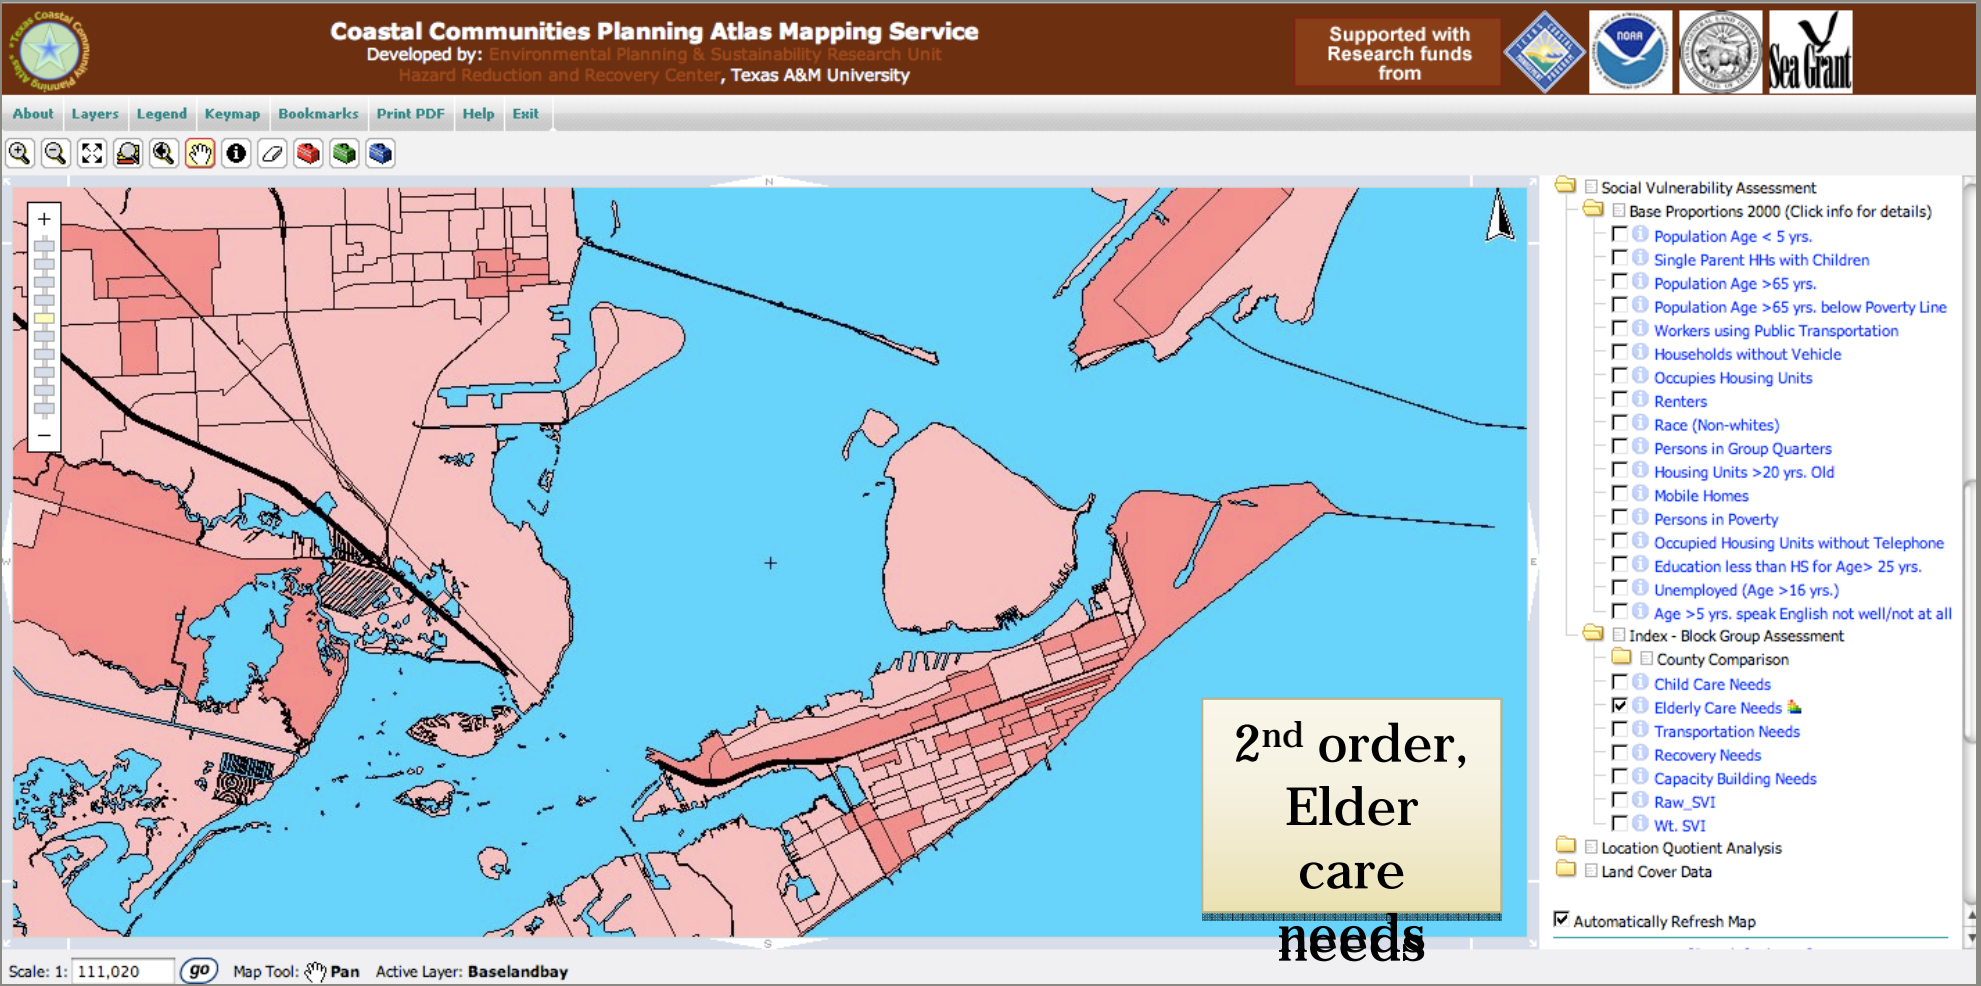 Coastal Communities Planning Atlas Mapping Service
Developed by: Environmental Planning & Sustainability Research Unit
Hazard Reduction and Recovery Center, Texas A&M University
Supported with
Research funds
from
Texas Coastal Community Planning Atlas
NOAA
Sea Grant
About Layers Legend Keymap Bookmarks Print PDF Help Exit
N
W
E
S
+
−
Social Vulnerability Assessment
Base Proportions 2000 (Click info for details)
Population Age < 5 yrs.
Single Parent HHs with Children
Population Age >65 yrs.
Population Age >65 yrs. below Poverty Line
Workers using Public Transportation
Households without Vehicle
Occupies Housing Units
Renters
Race (Non-whites)
Persons in Group Quarters
Housing Units >20 yrs. Old
Mobile Homes
Persons in Poverty
Occupied Housing Units without Telephone
Education less than HS for Age> 25 yrs.
Unemployed (Age >16 yrs.)
Age >5 yrs. speak English not well/not at all
Index - Block Group Assessment
County Comparison
Child Care Needs
Elderly Care Needs
Transportation Needs
Recovery Needs
Capacity Building Needs
Raw_SVI
Wt. SVI
Location Quotient Analysis
Land Cover Data
Automatically Refresh Map
2nd order,
Elder
care
needs
Scale: 1: 111,020 go Map Tool: Pan Active Layer: Baselandbay